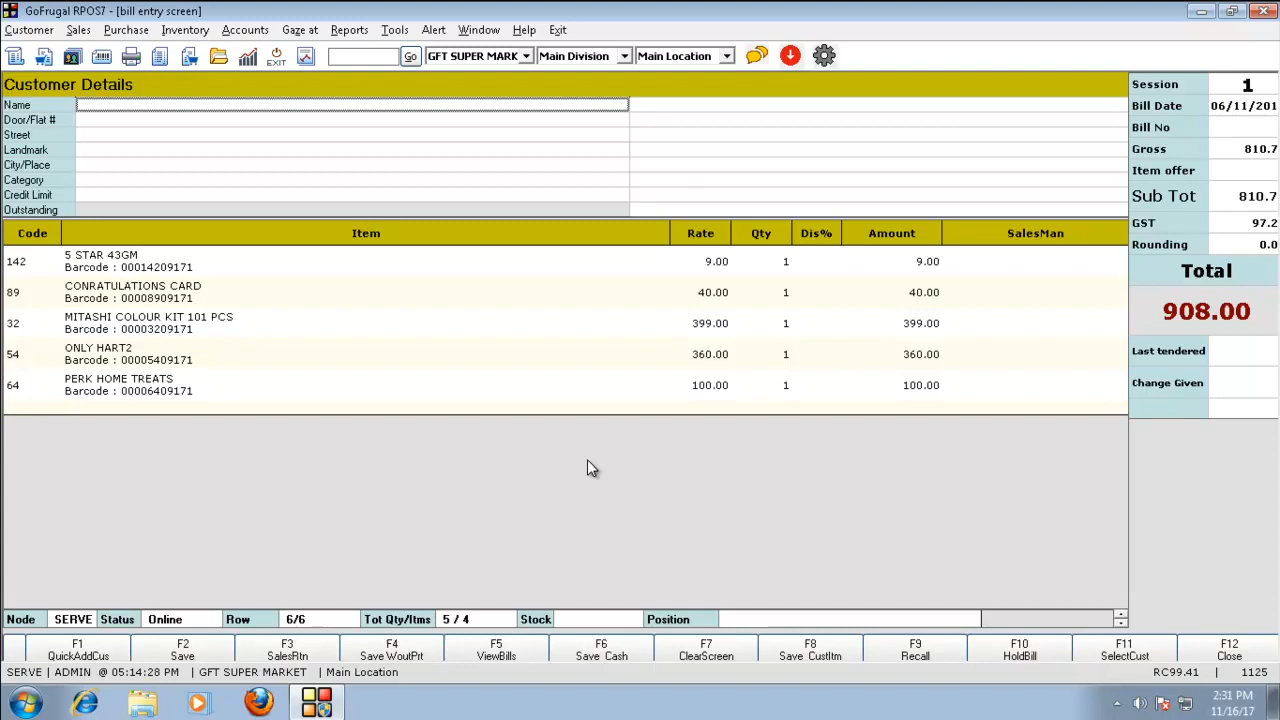 GoFrugal RPOS7 - [bill entry screen]
Customer Sales Purchase Inventory Accounts Gaze at Reports Tools Alert Window Help Exit
EXIT Go GFT SUPER MARK Main Division Main Location
Customer Details
Name
Door/Flat #
Street
Landmark
City/Place
Category
Credit Limit
Outstanding
Session 1
Bill Date 06/11/201
Bill No
Gross 810.7
Item offer
Sub Tot 810.7
GST 97.2
Rounding 0.0
Total
908.00
Last tendered
Change Given
Code Item Rate Qty Dis% Amount SalesMan
142 5 STAR 43GM 9.00 1 9.00
Barcode : 00014209171
89 CONRATULATIONS CARD 40.00 1 40.00
Barcode : 00008909171
32 MITASHI COLOUR KIT 101 PCS 399.00 1 399.00
Barcode : 00003209171
54 ONLY HART2 360.00 1 360.00
Barcode : 00005409171
64 PERK HOME TREATS 100.00 1 100.00
Barcode : 00006409171
Node SERVE Status Online Row 6/6 Tot Qty/Itms 5 / 4 Stock Position
F1 F2 F3 F4 F5 F6 F7 F8 F9 F10 F11 F12
QuickAddCus Save SalesRtn Save WoutPrt ViewBills Save Cash ClearScreen Save CustItm Recall HoldBill SelectCust Close
SERVE | ADMIN @ 05:14:28 PM | GFT SUPER MARKET | Main Location RC99.41 1125
2:31 PM
11/16/17